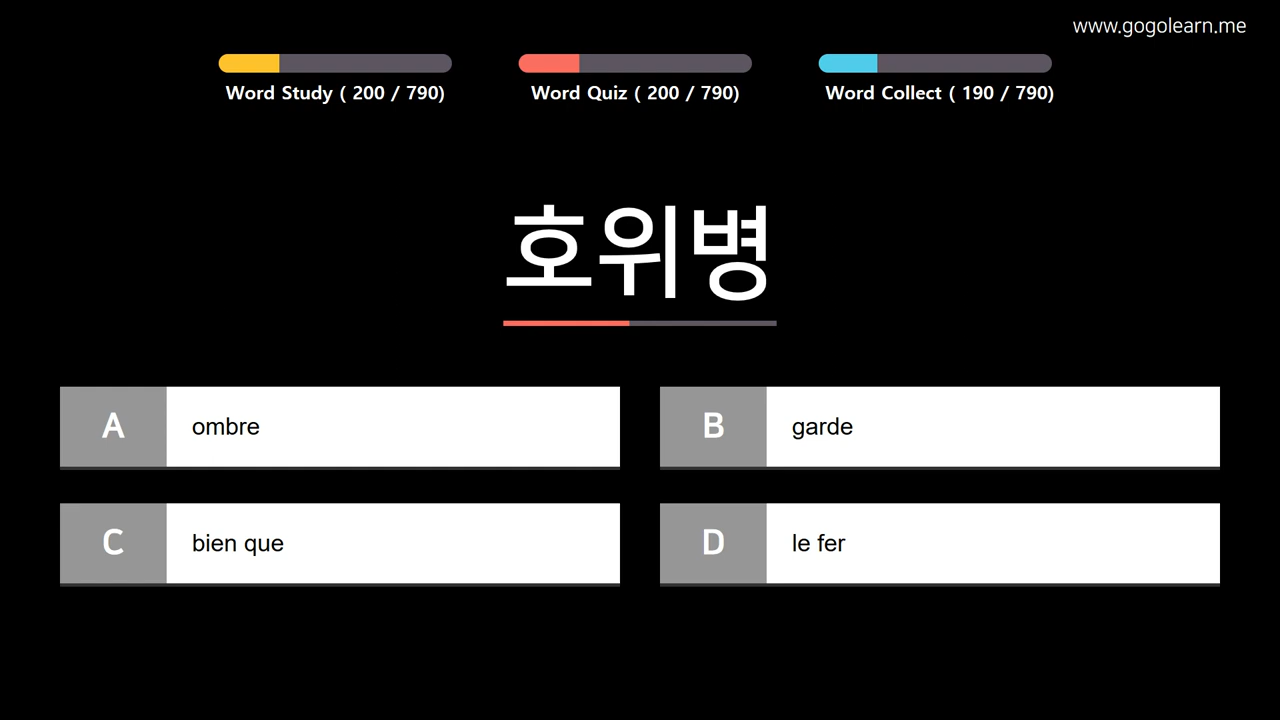 www.gogolearn.me
Word Study ( 200 / 790)
Word Quiz ( 200 / 790)
Word Collect ( 190 / 790)
호위병
A ombre
B garde
C bien que
D le fer